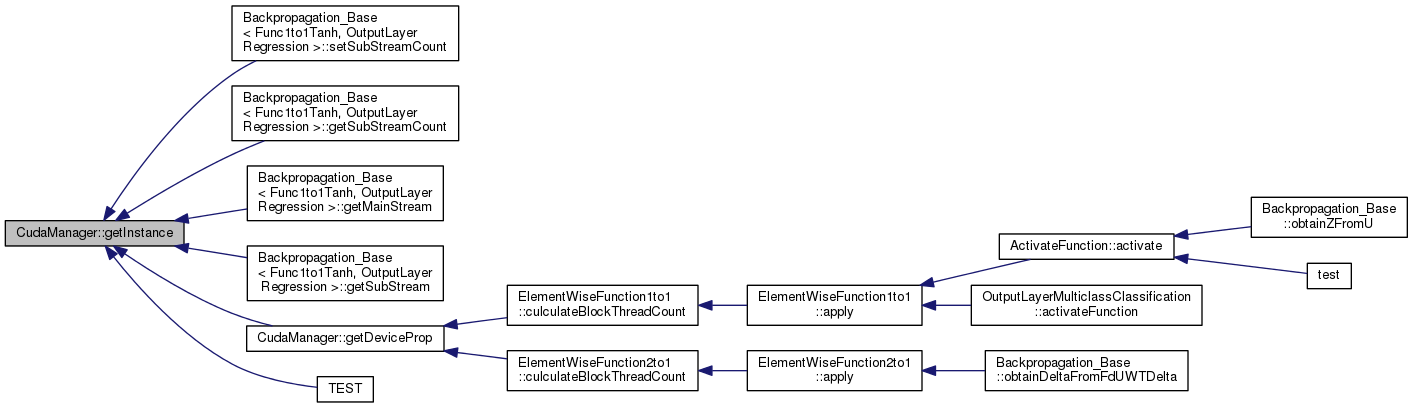 Backpropagation_Base
< Func1to1Tanh, OutputLayer
Regression >::setSubStreamCount
Backpropagation_Base
< Func1to1Tanh, OutputLayer
Regression >::getSubStreamCount
Backpropagation_Base
< Func1to1Tanh, OutputLayer
Regression >::getMainStream
CudaManager::getInstance
Backpropagation_Base
< Func1to1Tanh, OutputLayer
Regression >::getSubStream
CudaManager::getDeviceProp
TEST
ElementWiseFunction1to1
::culculateBlockThreadCount
ElementWiseFunction2to1
::culculateBlockThreadCount
ElementWiseFunction1to1
::apply
ElementWiseFunction2to1
::apply
ActivateFunction::activate
OutputLayerMulticlassClassification
::activateFunction
Backpropagation_Base
::obtainDeltaFromFdUWTDelta
Backpropagation_Base
::obtainZFromU
test